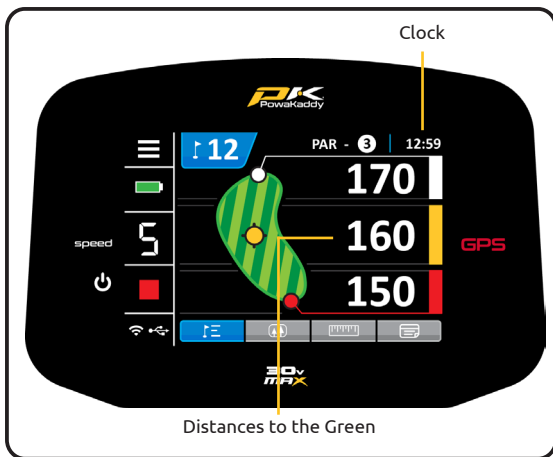 Clock
PK
PowaKaddy
12 PAR - 3 12:59
170
160
150
speed 5
GPS
30v
MAX
Distances to the Green